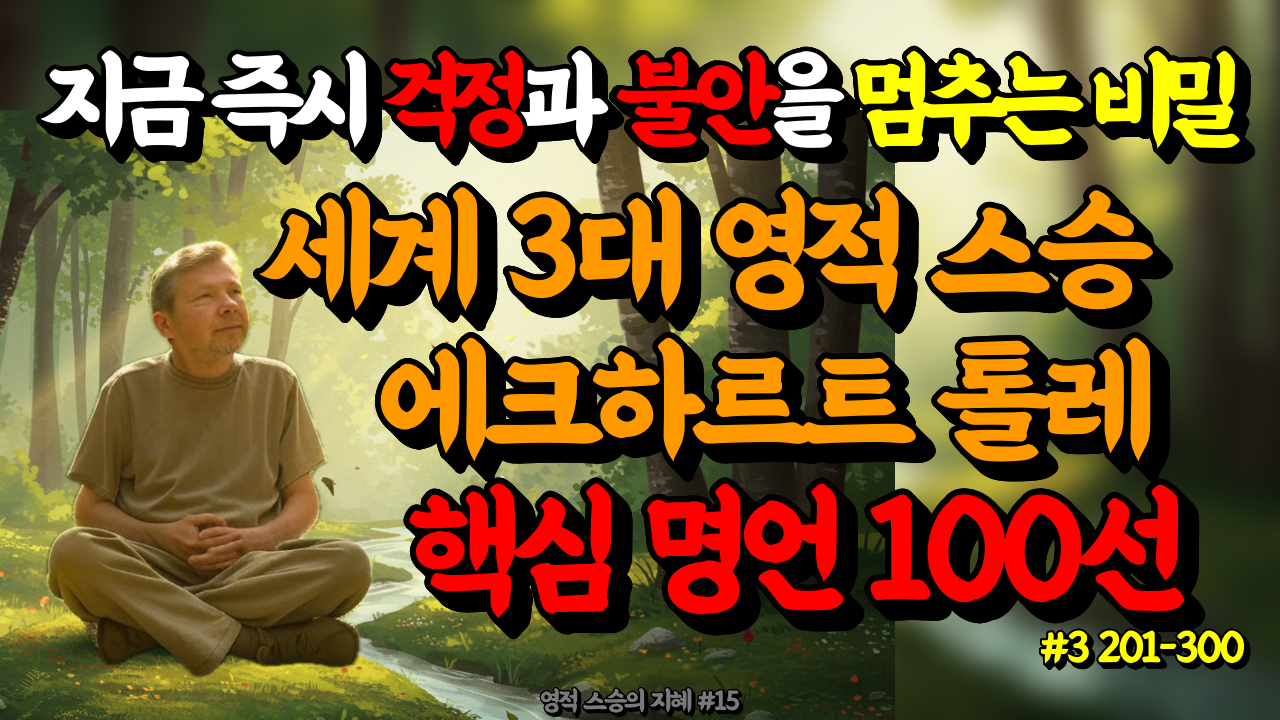 지금 즉시 걱정과 불안을 멈추는 비밀
세계 3대 영적 스승
에크하르트 톨레
핵심 명언 100선
#3 201-300
영적 스승의 지혜 #15